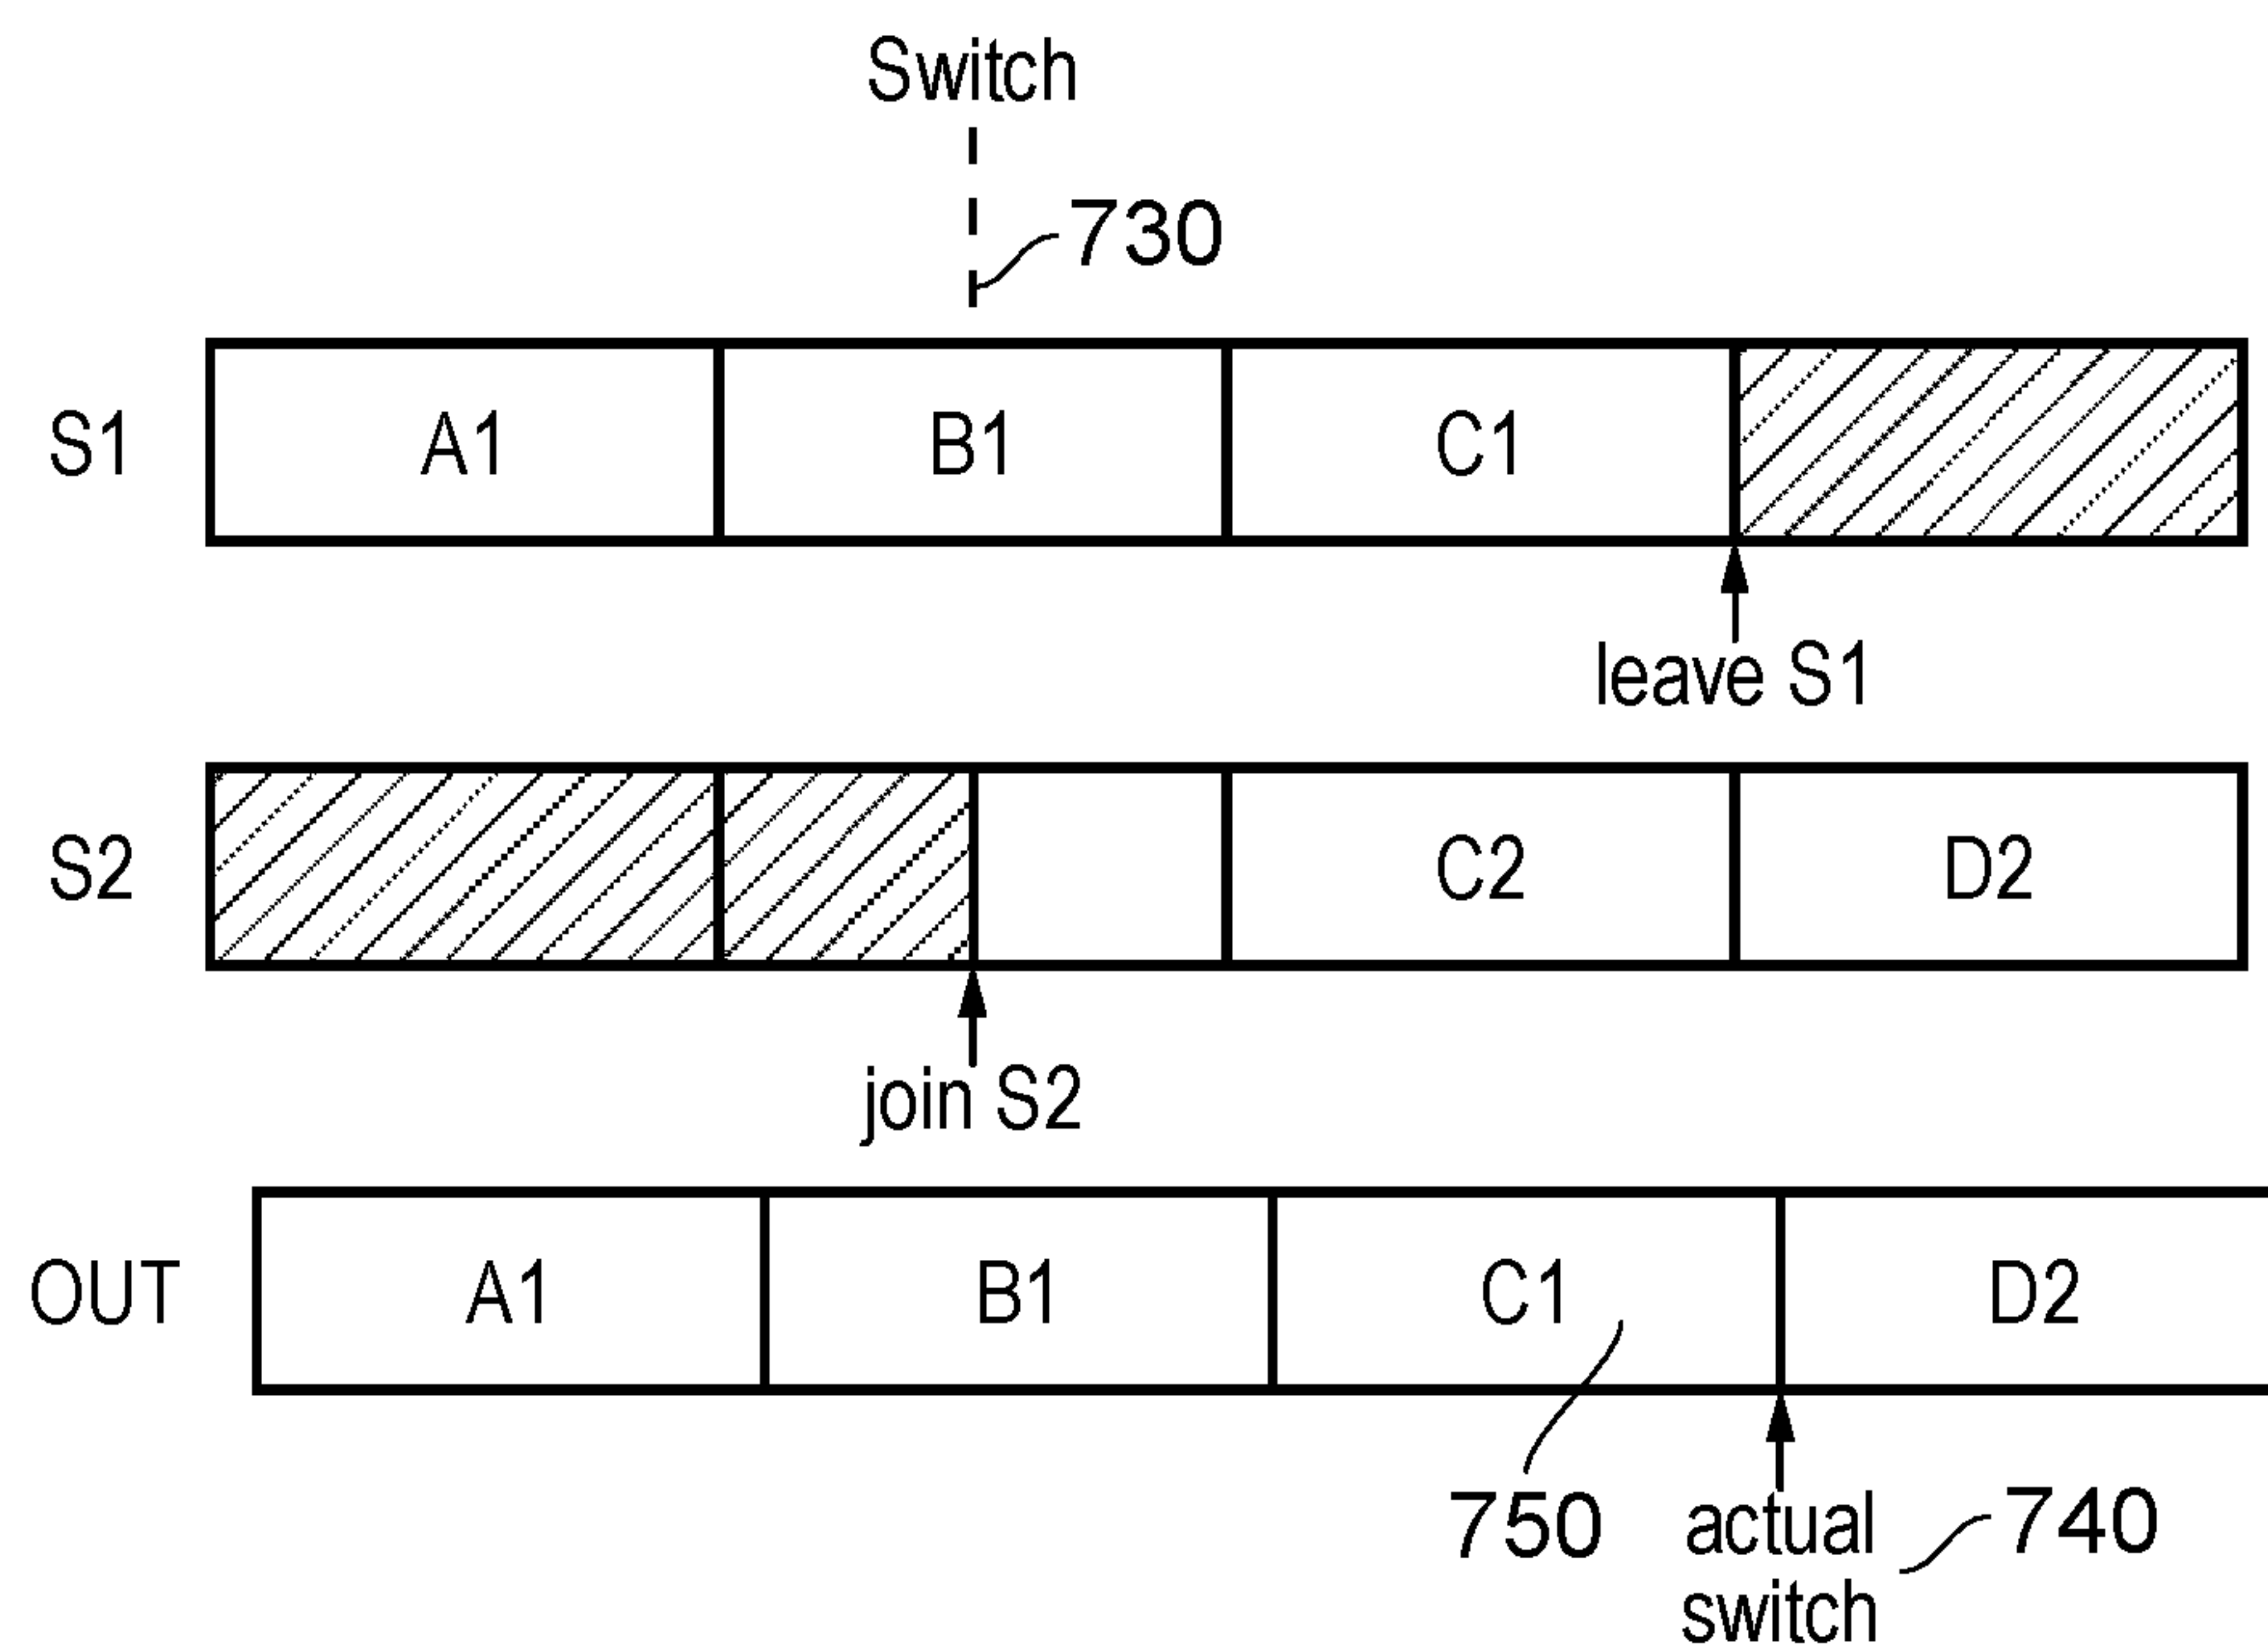 Switch
730
S1 A1 B1 C1
leave S1
S2 C2 D2
join S2
OUT A1 B1 C1 D2
750 actual 740
switch